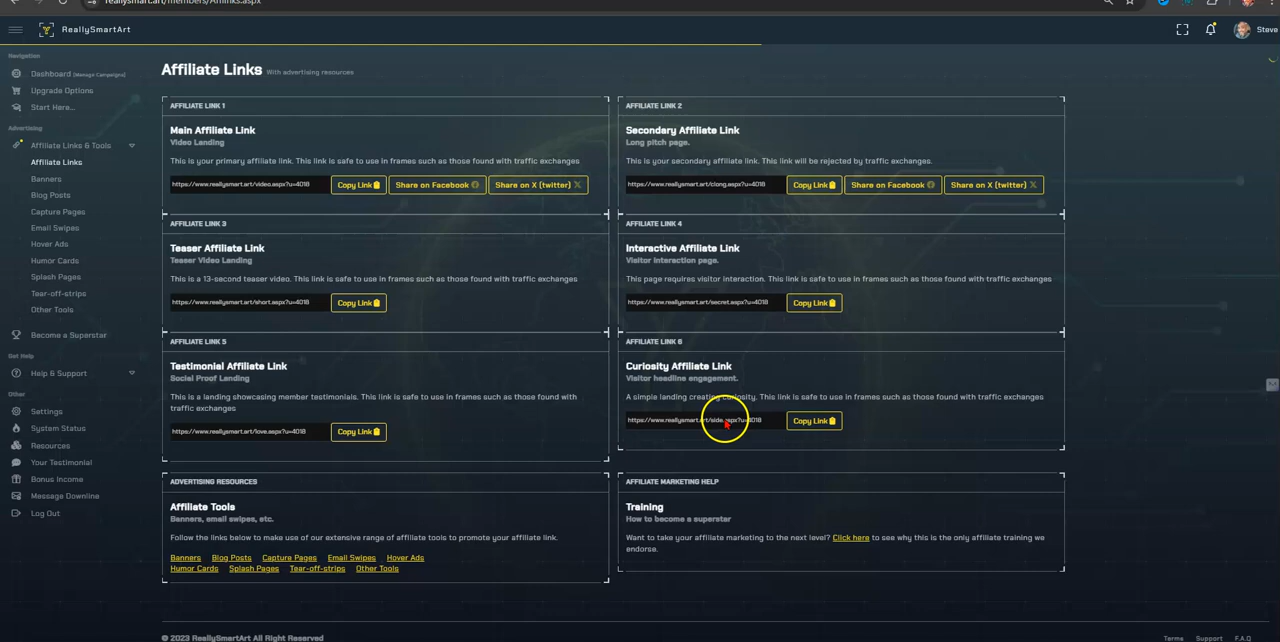 reallysmart.art/members/Afflinks.aspx
ReallySmartArt
Steve
Navigation
Dashboard [Manage Campaigns]
Upgrade Options
Start Here...
Advertising
Affiliate Links & Tools
Affiliate Links
Banners
Blog Posts
Capture Pages
Email Swipes
Hover Ads
Humor Cards
Splash Pages
Tear-off-strips
Other Tools
Become a Superstar
Get Help
Help & Support
Other
Settings
System Status
Resources
Your Testimonial
Bonus Income
Message Downline
Log Out
Affiliate Links With advertising resources
AFFILIATE LINK 1
Main Affiliate Link
Video Landing
This is your primary affiliate link. This link is safe to use in frames such as those found with traffic exchanges
https://www.reallysmart.art/video.aspx?u=4018 Copy Link Share on Facebook Share on X (twitter)
AFFILIATE LINK 2
Secondary Affiliate Link
Long pitch page.
This is your secondary affiliate link. This link will be rejected by traffic exchanges.
https://www.reallysmart.art/clong.aspx?u=4018 Copy Link Share on Facebook Share on X (twitter)
AFFILIATE LINK 3
Teaser Affiliate Link
Teaser Video Landing
This is a 13-second teaser video. This link is safe to use in frames such as those found with traffic exchanges
https://www.reallysmart.art/short.aspx?u=4018 Copy Link
AFFILIATE LINK 4
Interactive Affiliate Link
Visitor interaction page.
This page requires visitor interaction. This link is safe to use in frames such as those found with traffic exchanges
https://www.reallysmart.art/secret.aspx?u=4018 Copy Link
AFFILIATE LINK 5
Testimonial Affiliate Link
Social Proof Landing
This is a landing showcasing member testimonials. This link is safe to use in frames such as those found with
traffic exchanges
https://www.reallysmart.art/love.aspx?u=4018 Copy Link
AFFILIATE LINK 6
Curiosity Affiliate Link
Visitor headline engagement.
A simple landing creating curiosity. This link is safe to use in frames such as those found with traffic exchanges
https://www.reallysmart.art/side.aspx?u=4018 Copy Link
ADVERTISING RESOURCES
Affiliate Tools
Banners, email swipes, etc.
Follow the links below to make use of our extensive range of affiliate tools to promote your affiliate link.
Banners Blog Posts Capture Pages Email Swipes Hover Ads
Humor Cards Splash Pages Tear-off-strips Other Tools
AFFILIATE MARKETING HELP
Training
How to become a superstar
Want to take your affiliate marketing to the next level? Click here to see why this is the only affiliate training we
endorse.
© 2023 ReallySmartArt All Right Reserved
Terms Support F.A.Q